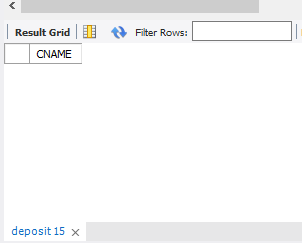 Result Grid Filter Rows:
CNAME
deposit 15